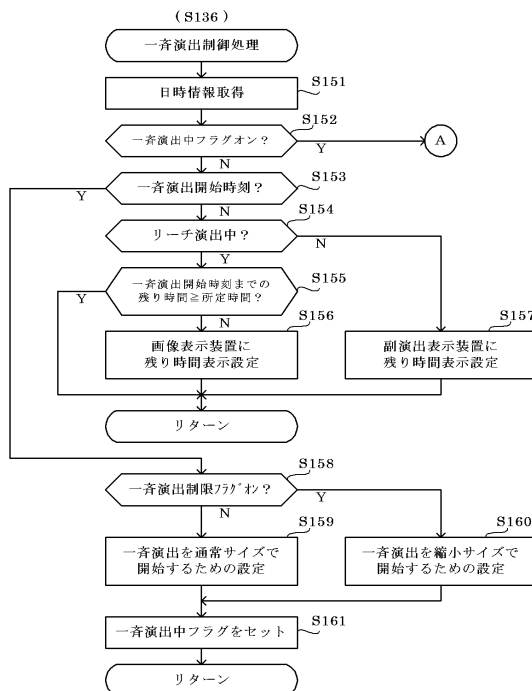 (S136)
一斉演出制御処理
S151
日時情報取得
S152
一斉演出中フラグオン?
Y
A
N
S153
一斉演出開始時刻?
Y
N
S154
リーチ演出中?
N
Y
S155
一斉演出開始時刻までの
残り時間≧所定時間?
Y
N
S156
画像表示装置に
残り時間表示設定
S157
副演出表示装置に
残り時間表示設定
リターン
S158
一斉演出制限フラグオン?
Y
N
S159
一斉演出を通常サイズで
開始するための設定
S160
一斉演出を縮小サイズで
開始するための設定
S161
一斉演出中フラグをセット
リターン